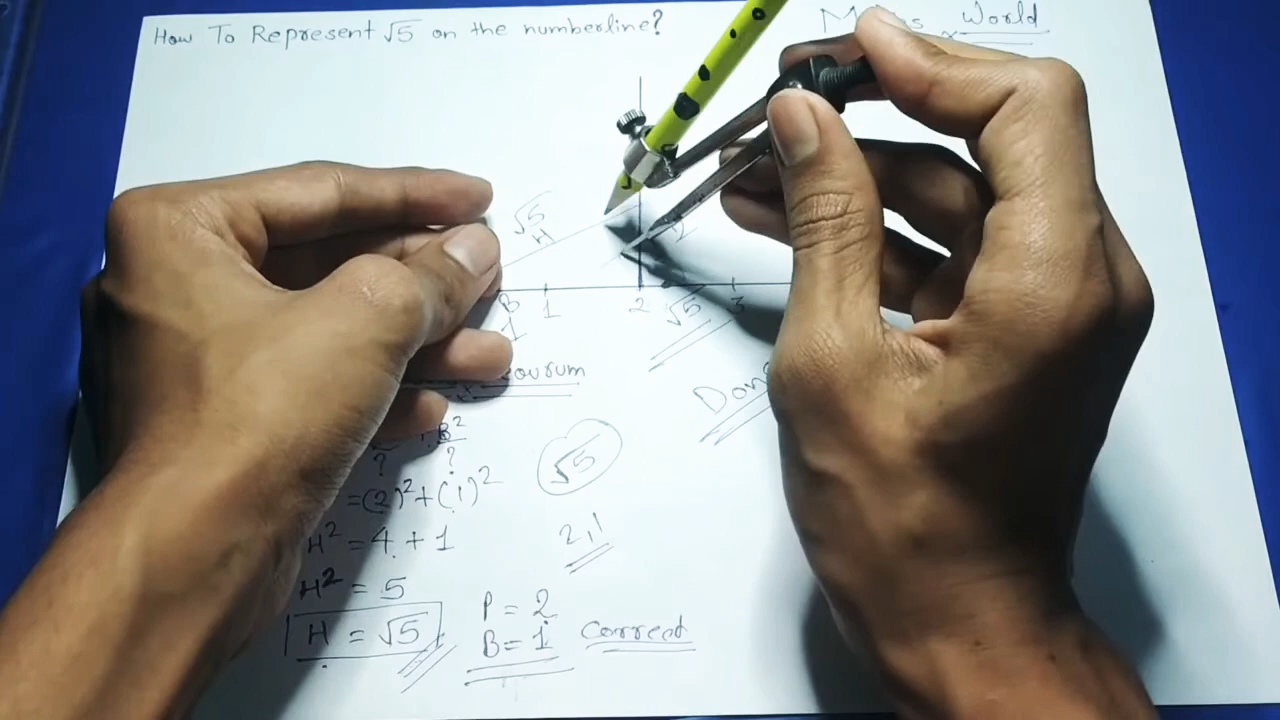 How To Represent √5 on the numberline?
World
√5
H
2
B
1
2
3
1
√5
B²
?
?
=(2)²+(1)²
H² = 4 + 1
H² = 5
H = √5
√5
2,1
P = 2
B = 1
Correct